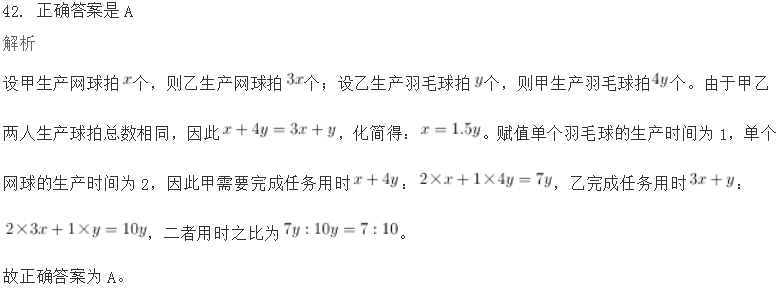 42. 正确答案是 A
解析
设甲生产网球拍 x 个，则乙生产网球拍 3x 个；设乙生产羽毛球拍 y 个，则甲生产羽毛球拍 4y 个。由于甲乙
两人生产球拍总数相同，因此 x + 4y = 3x + y，化简得：x = 1.5y。赋值单个羽毛球的生产时间为 1，单个
网球的生产时间为 2，因此甲需要完成任务用时 x + 4y：2×x + 1×4y = 7y，乙完成任务用时 3x + y：
2×3x + 1×y = 10y，二者用时之比为 7y : 10y = 7 : 10。
故正确答案为 A。